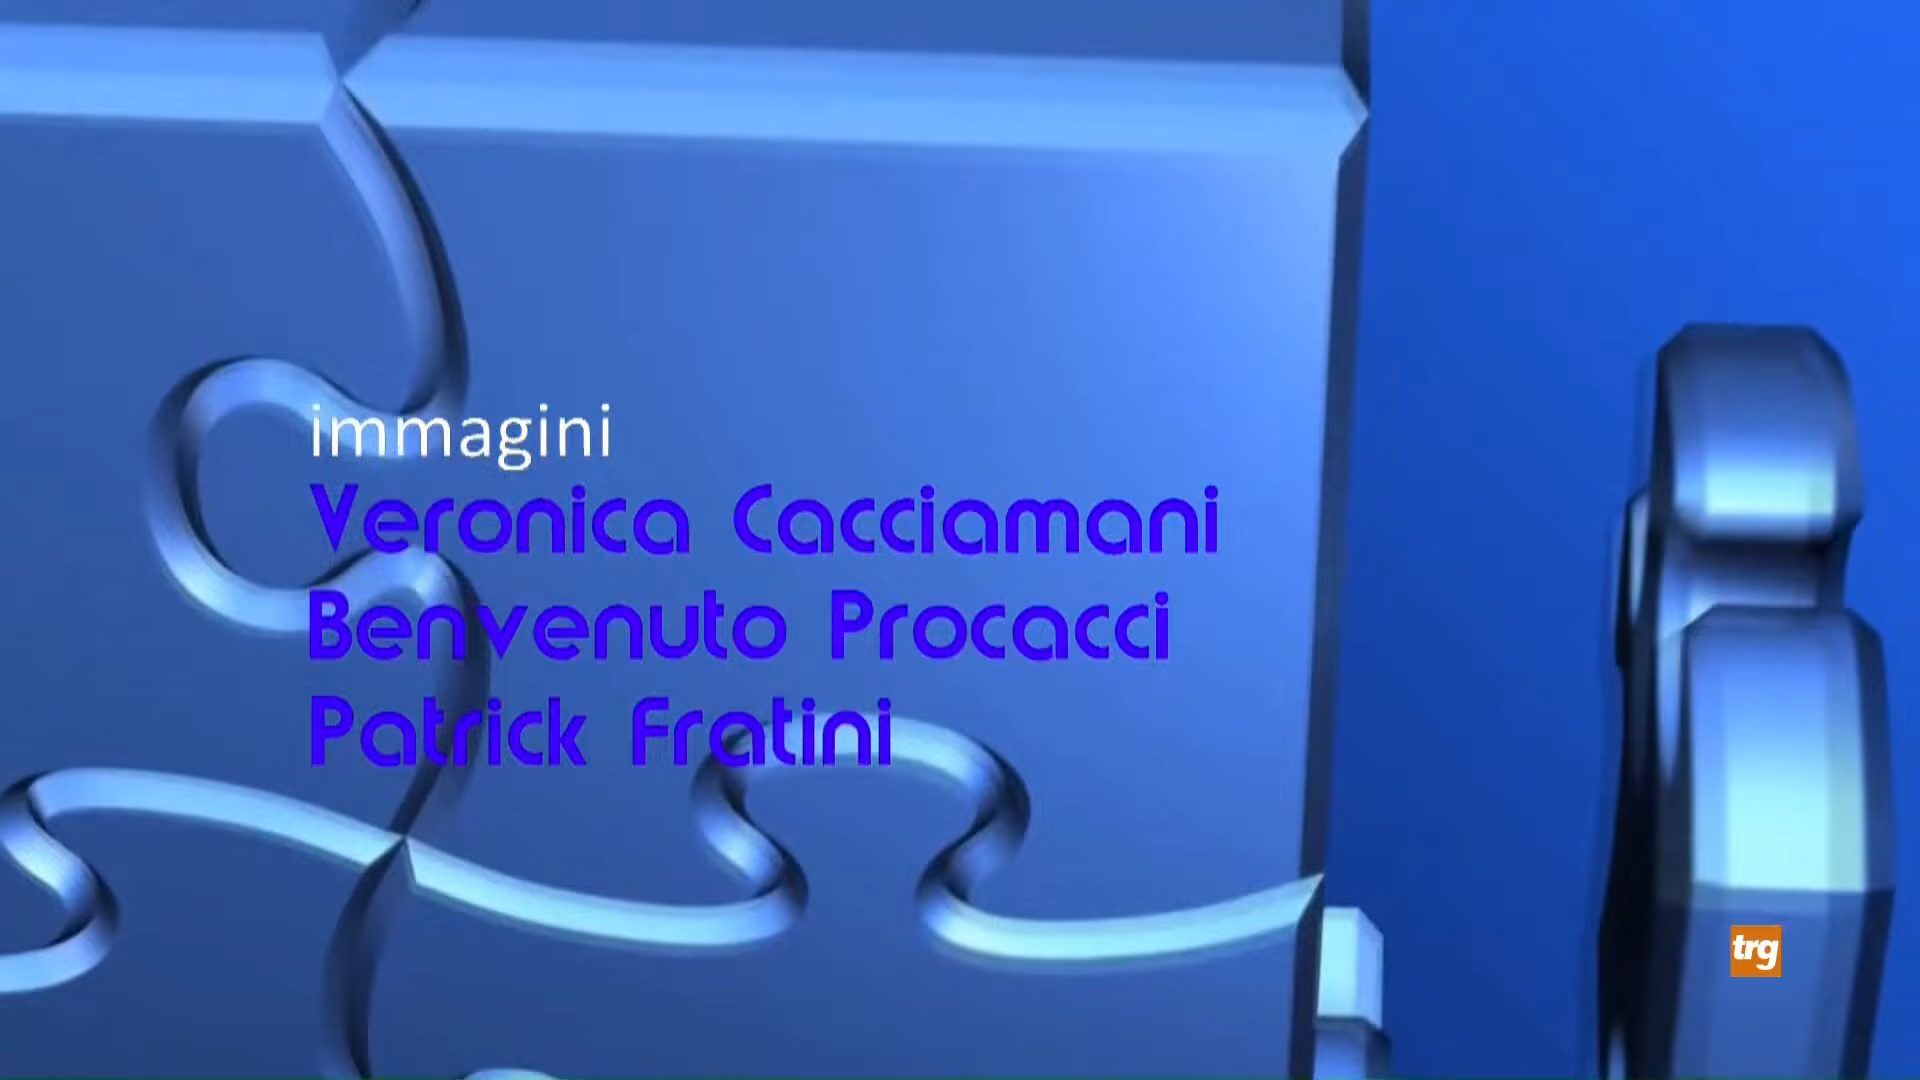 immagini
Veronica Cacciamani
Benvenuto Procacci
Patrick Fratini
trg